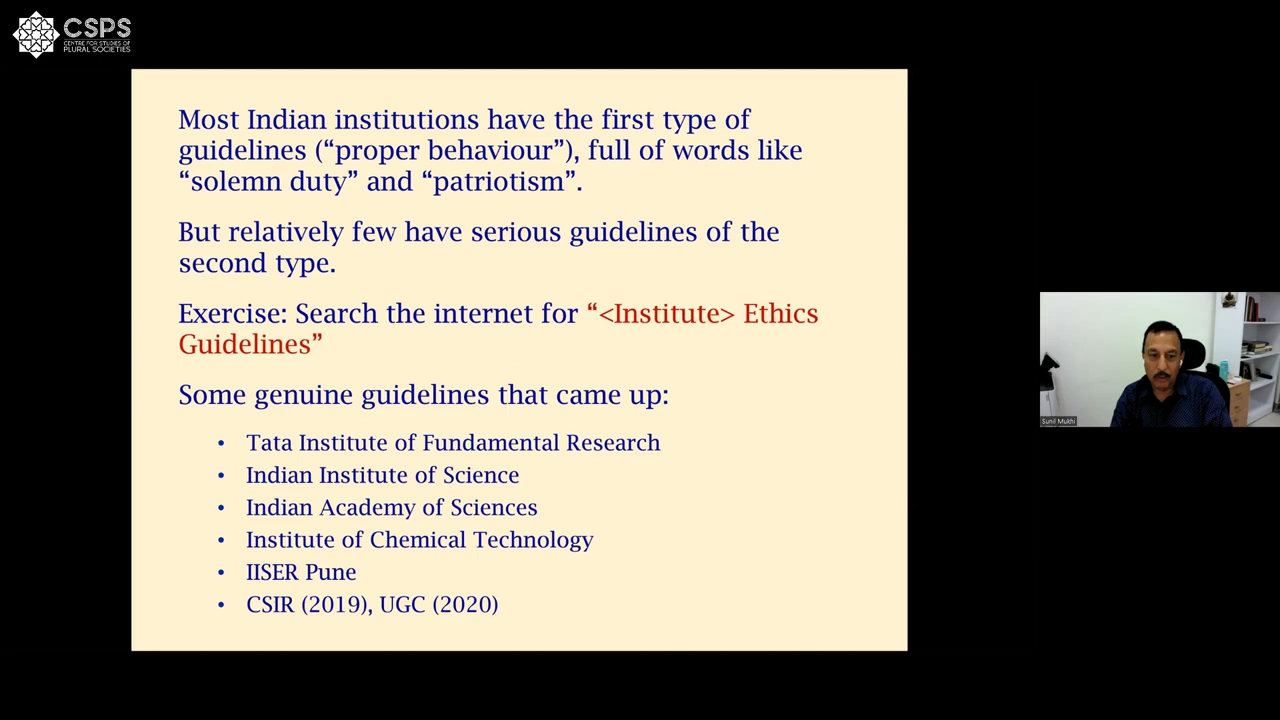 CSPS
CENTRE FOR STUDIES OF
PLURAL SOCIETIES
Most Indian institutions have the first type of
guidelines (“proper behaviour”), full of words like
“solemn duty” and “patriotism”.
But relatively few have serious guidelines of the
second type.
Exercise: Search the internet for “<Institute> Ethics
Guidelines”
Some genuine guidelines that came up:
• Tata Institute of Fundamental Research
• Indian Institute of Science
• Indian Academy of Sciences
• Institute of Chemical Technology
• IISER Pune
• CSIR (2019), UGC (2020)
Sunil Mukhi